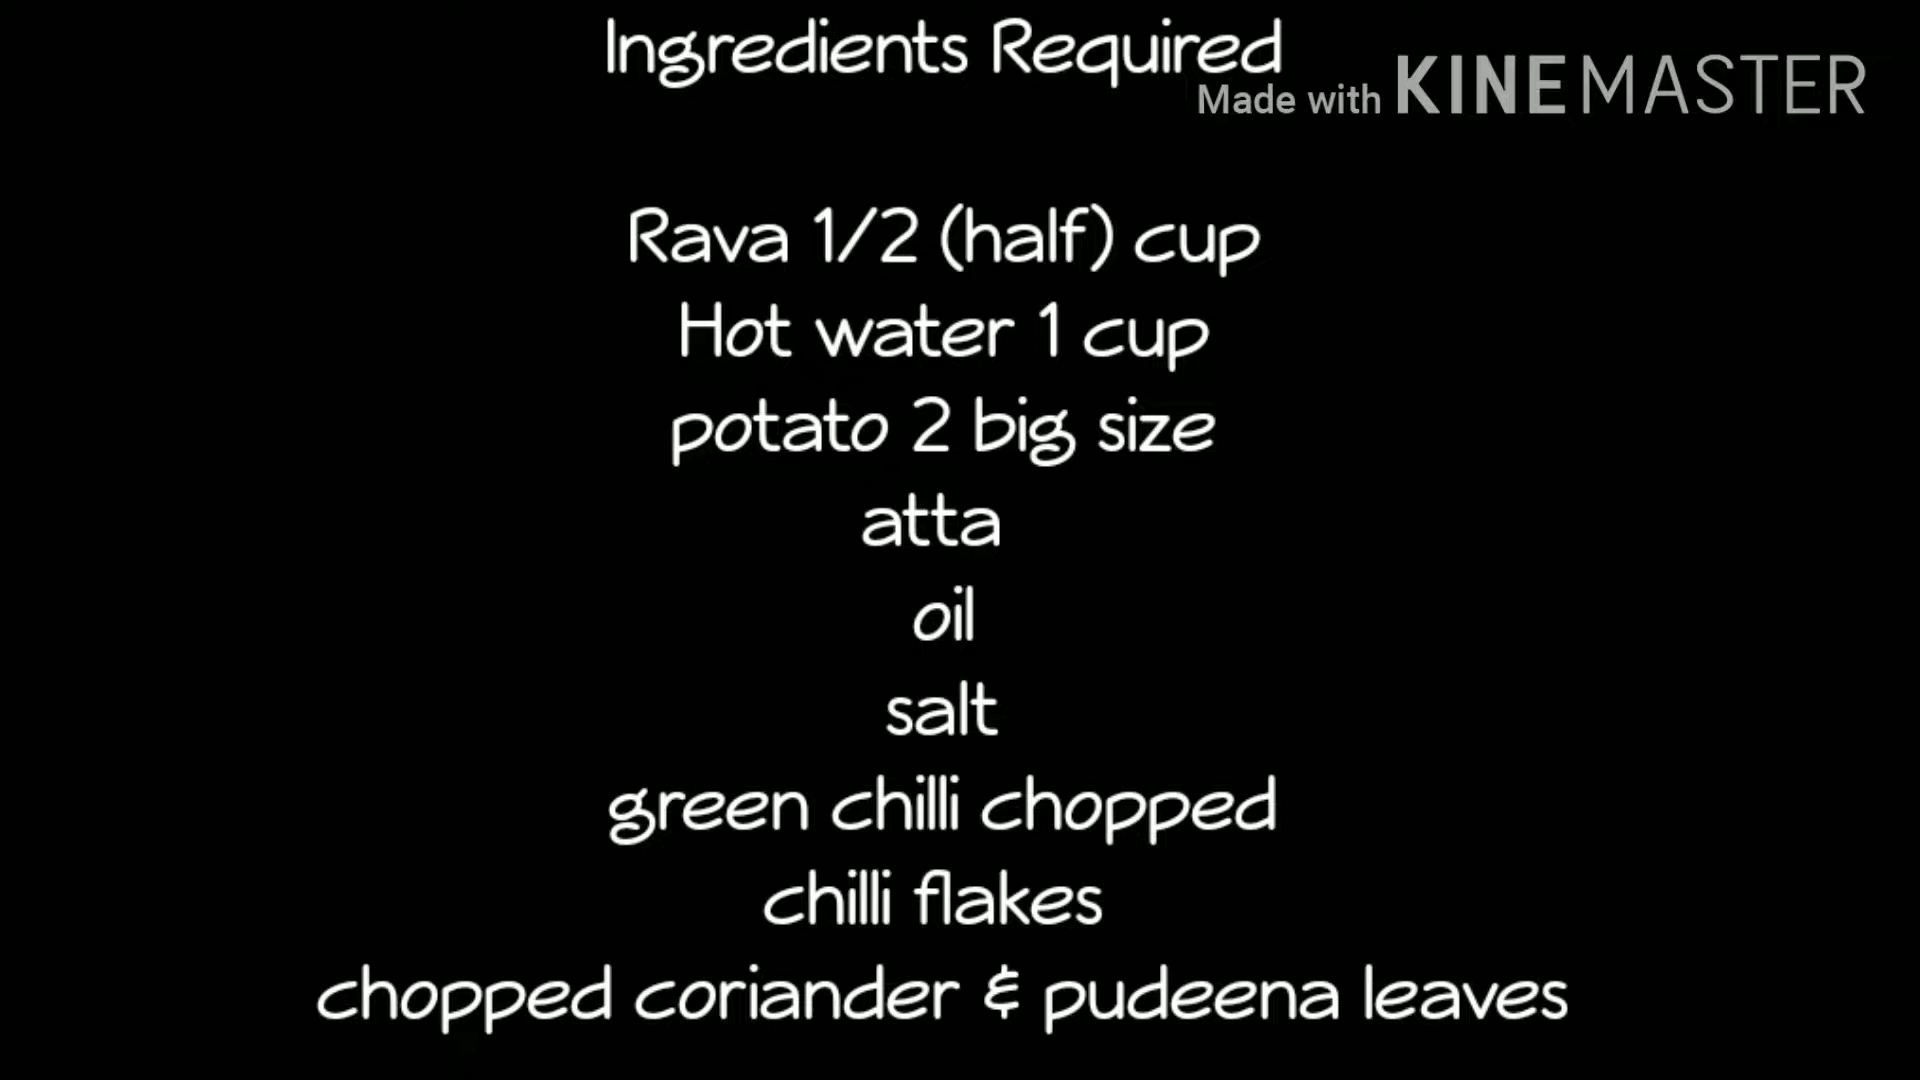 Ingredients Required
Made with KINEMASTER
Rava 1/2 (half) cup
Hot water 1 cup
potato 2 big size
atta
oil
salt
green chilli chopped
chilli flakes
chopped coriander & pudeena leaves